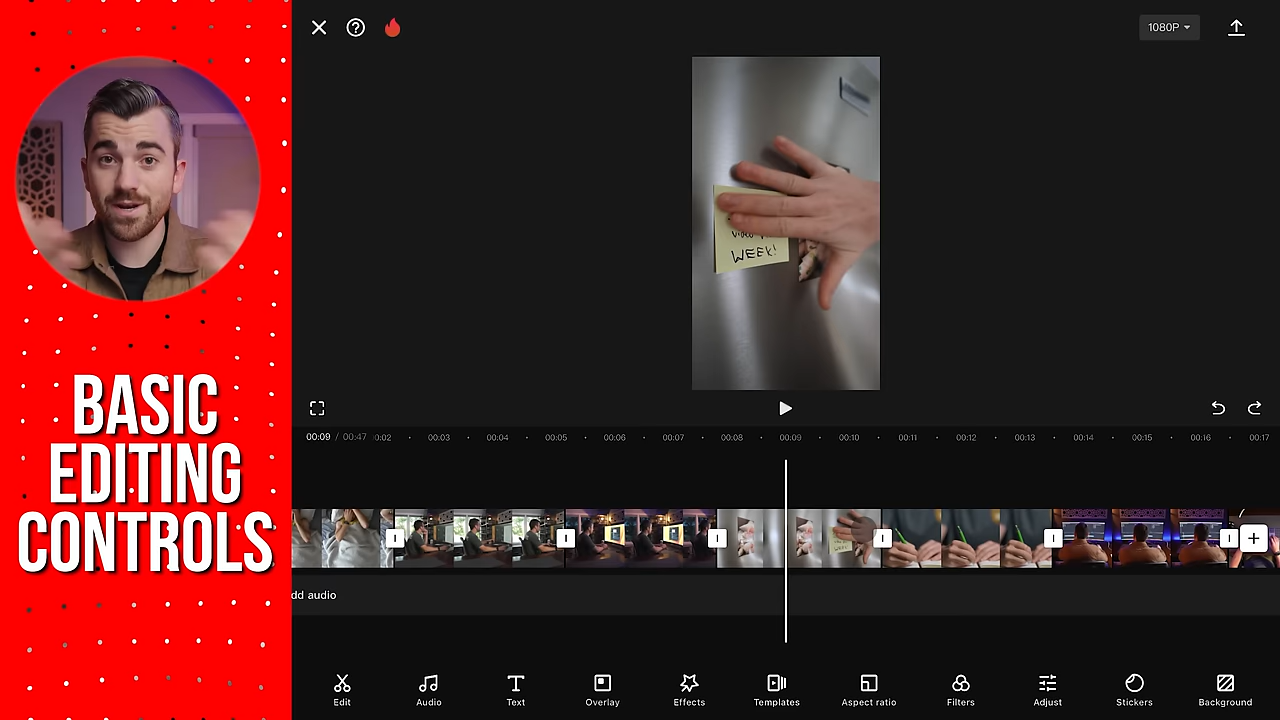 1080P
WEEK!
00:09 / 00:47
0:02
00:03
00:04
00:05
00:06
00:07
00:08
00:09
00:10
00:11
00:12
00:13
00:14
00:15
00:16
00:17
dd audio
Edit
Audio
Text
Overlay
Effects
Templates
Aspect ratio
Filters
Adjust
Stickers
Background
BASIC
EDITING
CONTROLS